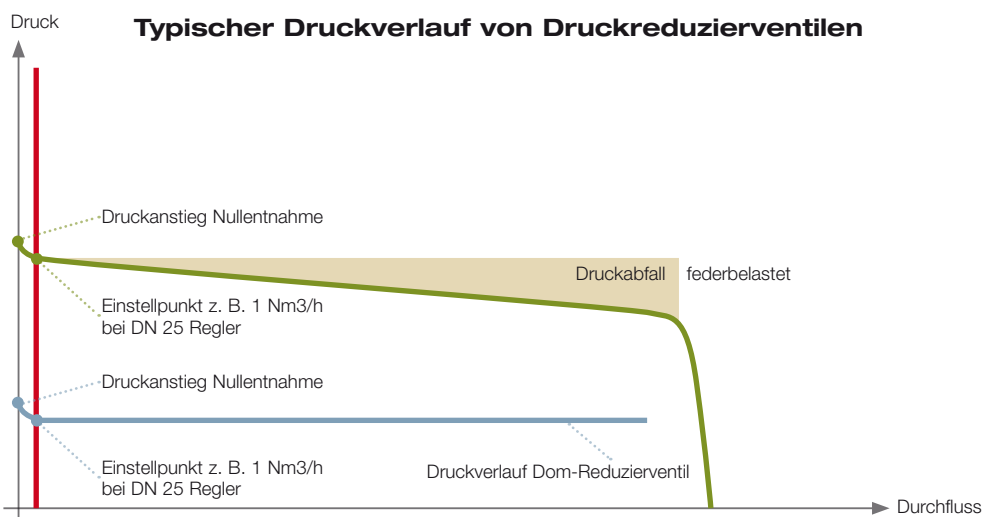 Druck
Typischer Druckverlauf von Druckreduzierventilen
Druckanstieg Nullentnahme
Druckabfall
federbelastet
Einstellpunkt z. B. 1 Nm3/h
bei DN 25 Regler
Druckanstieg Nullentnahme
Einstellpunkt z. B. 1 Nm3/h
bei DN 25 Regler
Druckverlauf Dom-Reduzierventil
Durchfluss